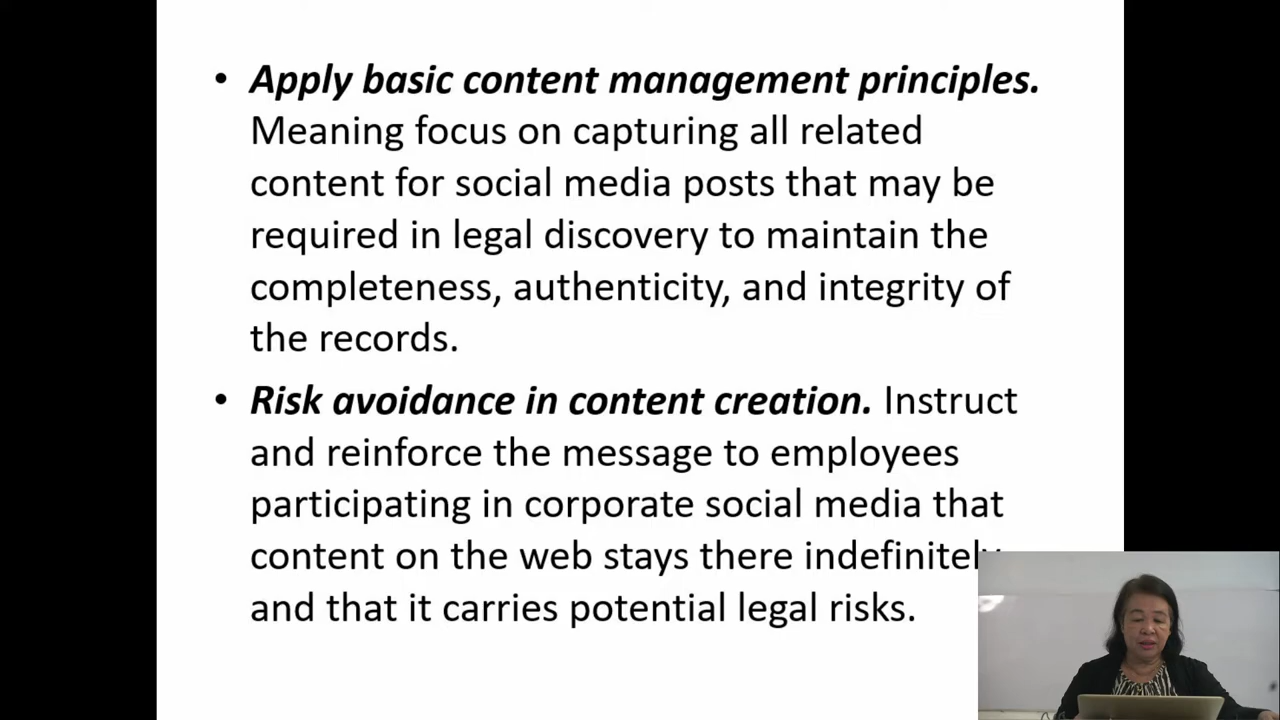 • Apply basic content management principles.
Meaning focus on capturing all related
content for social media posts that may be
required in legal discovery to maintain the
completeness, authenticity, and integrity of
the records.
• Risk avoidance in content creation. Instruct
and reinforce the message to employees
participating in corporate social media that
content on the web stays there indefinitely
and that it carries potential legal risks.